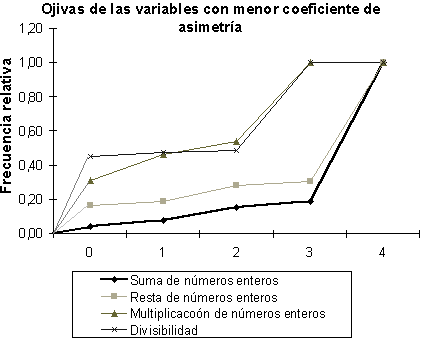 Ojivas de las variables con menor coeficiente de
asimetría
Frecuencia relativa
1,20
1,00
0,80
0,60
0,40
0,20
0,00
0 1 2 3 4
Suma de números enteros
Resta de números enteros
Multiplicacoón de números enteros
Divisibilidad